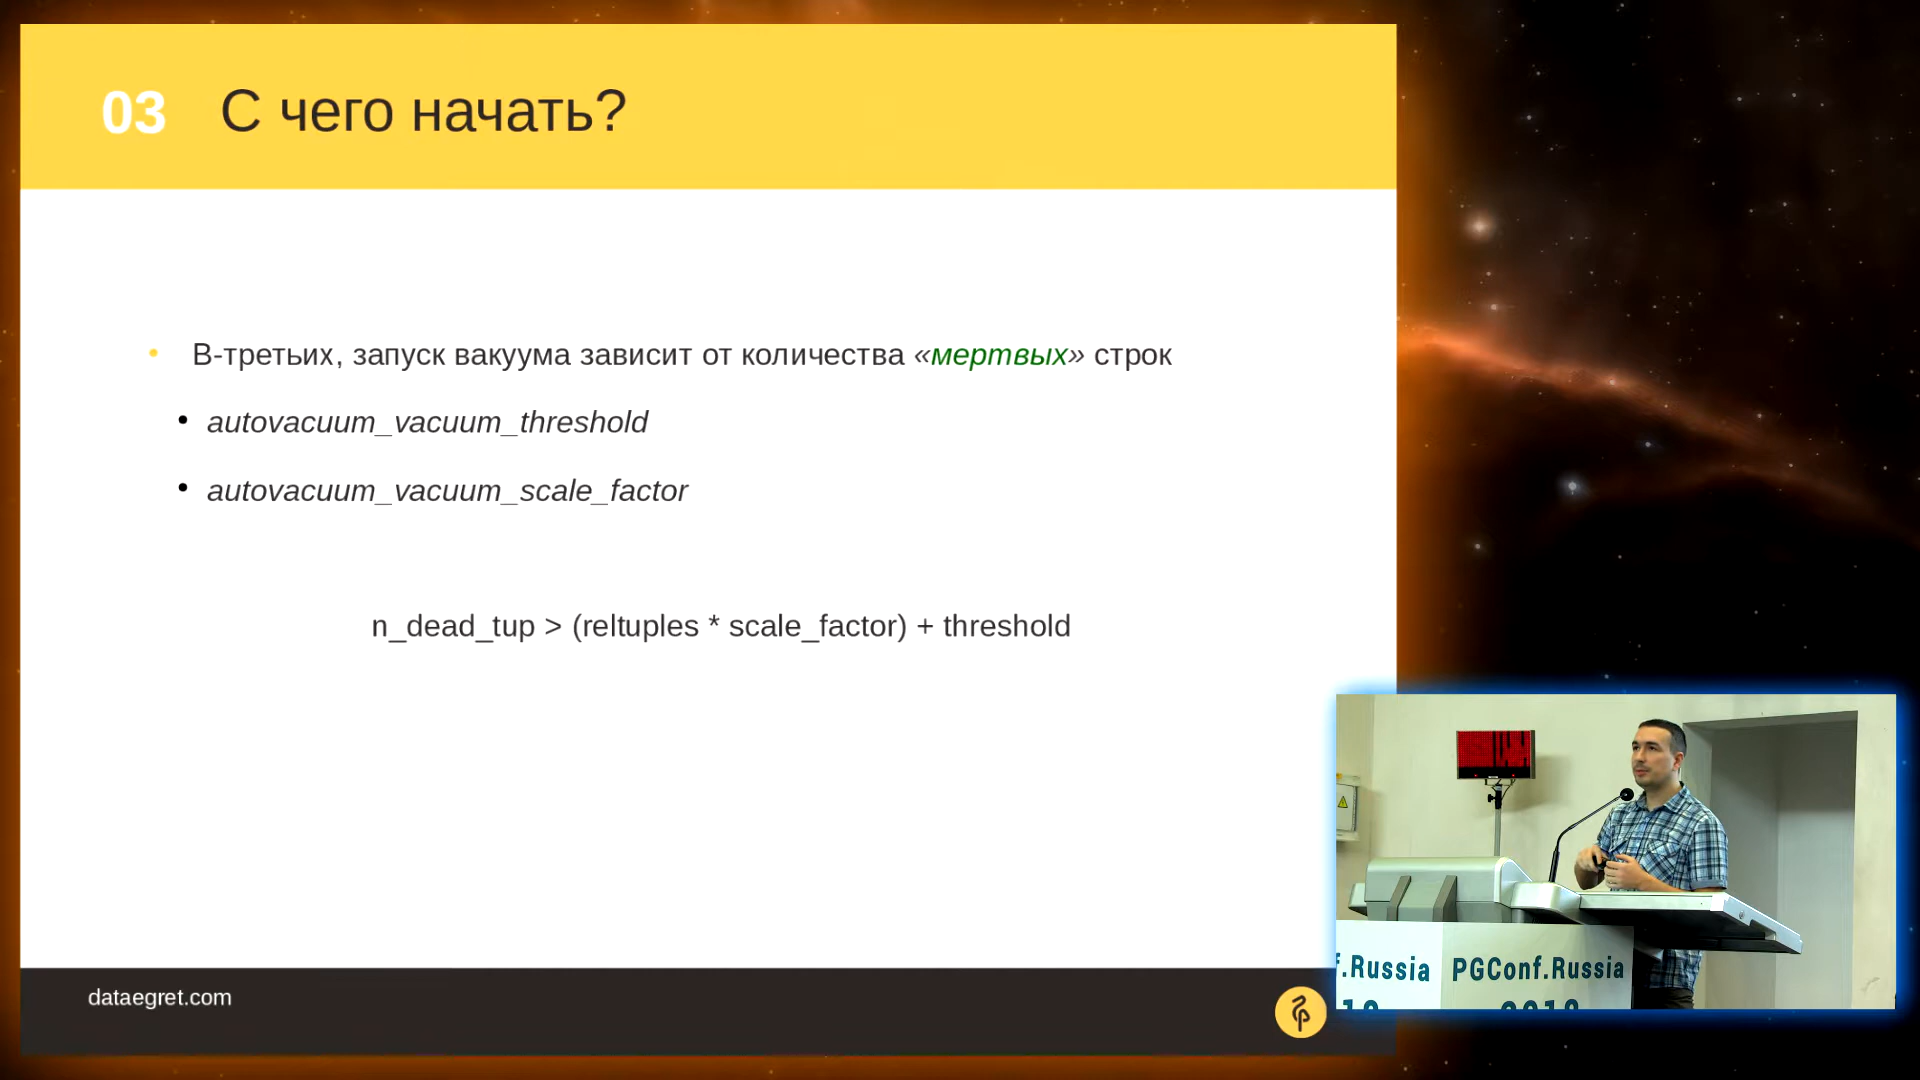 03 С чего начать?
В-третьих, запуск вакуума зависит от количества «мертвых» строк
autovacuum_vacuum_threshold
autovacuum_vacuum_scale_factor
n_dead_tup > (reltuples * scale_factor) + threshold
dataegret.com
f.Russia
PGConf.Russia